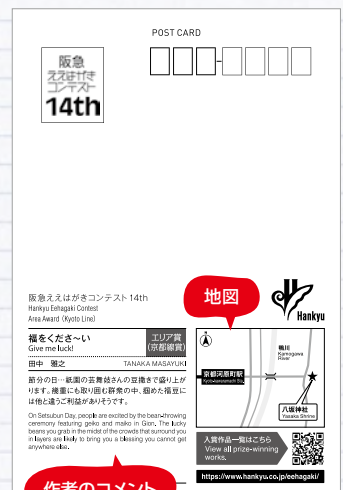 POST CARD
阪急
ええはがき
コンテスト
14th
阪急ええはがきコンテスト14th
Hankyu Eehagaki Contest
Area Award (Kyoto Line)
地図
Hankyu
福をくださ〜い
Give me luck!
エリア賞
(京都線賞)
田中 雅之
TANAKA MASAYUKI
節分の日…祇園の芸舞妓さんの豆撒きで盛り上が
ります。幾重にも取り囲む群衆の中、掴めた福豆に
は他と違うご利益がありそうです。
On Setsubun Day, people are excited by the bean-throwing
ceremony featuring geiko and maiko in Gion. The lucky
beans you grab in the midst of the crowds that surround you
in layers are likely to bring you a blessing you cannot get
anywhere else.
鴨川
Kamogawa
River
京都河原町駅
Kyoto-kawaramachi Sta.
八坂神社
Yasaka Shrine
入賞作品一覧はこちら
View all prize-winning
works.
https://www.hankyu.co.jp/eehagaki/
作者のコメント